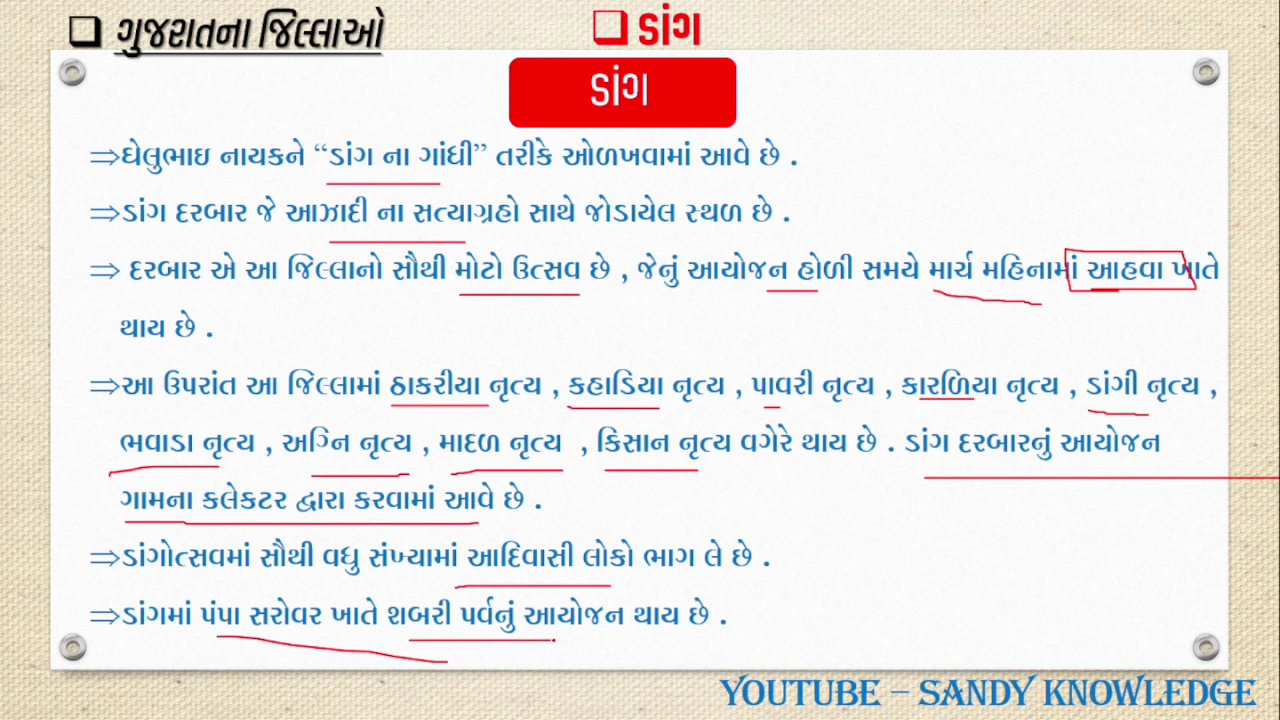 ❑ ગુજરાતના જિલ્લાઓ
❑ ડાંગ
ડાંગ
⇒ઘેલુભાઇ નાયકને “ડાંગ ના ગાંધી” તરીકે ઓળખવામાં આવે છે .
⇒ડાંગ દરબાર જે આઝાદી ના સત્યાગ્રહો સાથે જોડાયેલ સ્થળ છે .
⇒ દરબાર એ આ જિલ્લાનો સૌથી મોટો ઉત્સવ છે , જેનું આયોજન હોળી સમયે માર્ચ મહિનામાં આહવા ખાતે
થાય છે .
⇒આ ઉપરાંત આ જિલ્લામાં ઠાકરીયા નૃત્ય , કહાડિયા નૃત્ય , પાવરી નૃત્ય , કારળિયા નૃત્ય , ડાંગી નૃત્ય ,
ભવાડા નૃત્ય , અગ્નિ નૃત્ય , માદળ નૃત્ય , કિસાન નૃત્ય વગેરે થાય છે . ડાંગ દરબારનું આયોજન
ગામના કલેકટર દ્વારા કરવામાં આવે છે .
⇒ડાંગોત્સવમાં સૌથી વધુ સંખ્યામાં આદિવાસી લોકો ભાગ લે છે .
⇒ડાંગમાં પંપા સરોવર ખાતે શબરી પર્વનું આયોજન થાય છે .
YOUTUBE – SANDY KNOWLEDGE